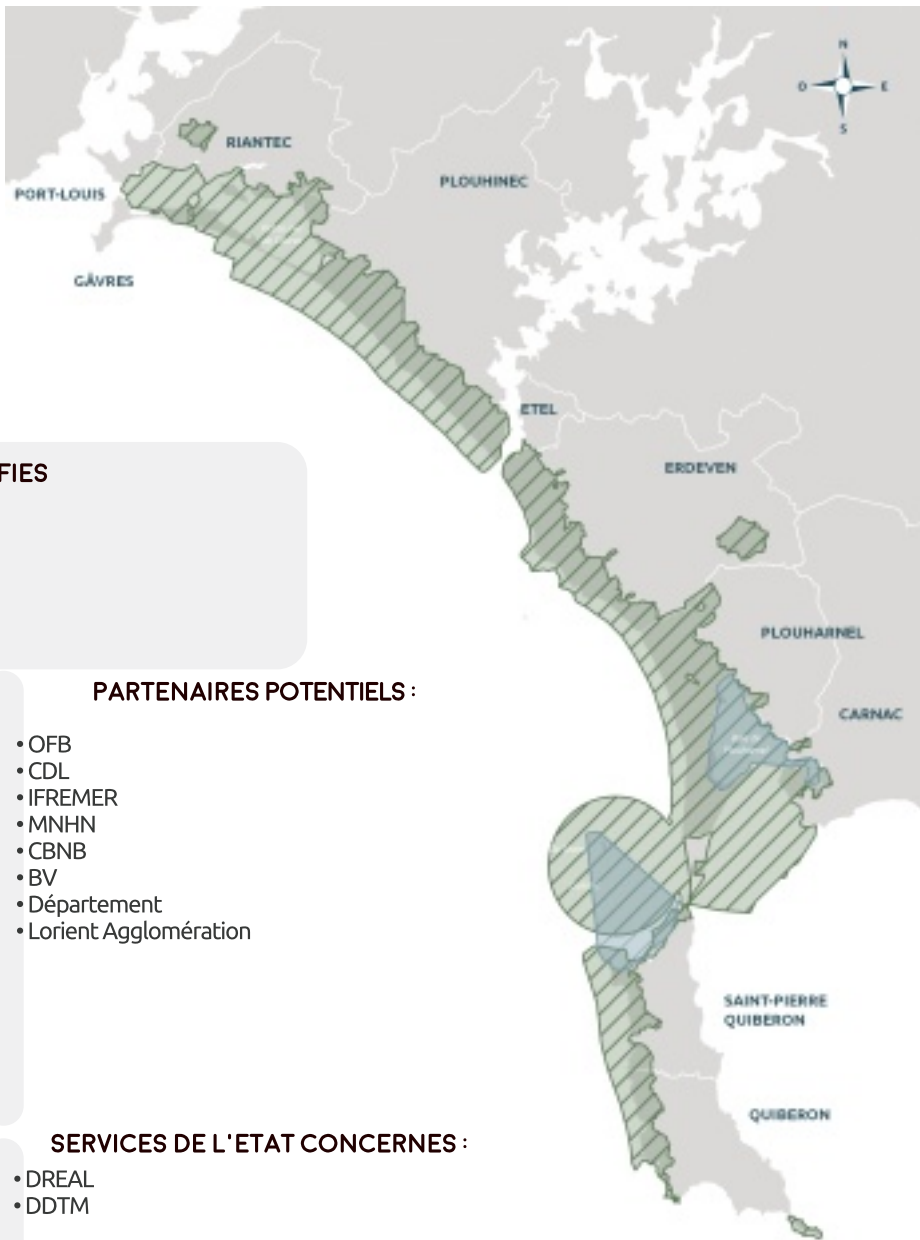 N
O
E
S
RIANTEC
PORT-LOUIS
PLOUHINEC
GÂVRES
ETEL
ERDEVEN
FIES
PLOUHARNEL
CARNAC
PARTENAIRES POTENTIELS :
• OFB
• CDL
• IFREMER
• MNHN
• CBNB
• BV
• Département
• Lorient Agglomération
SAINT-PIERRE
QUIBERON
QUIBERON
SERVICES DE L'ETAT CONCERNES :
• DREAL
• DDTM